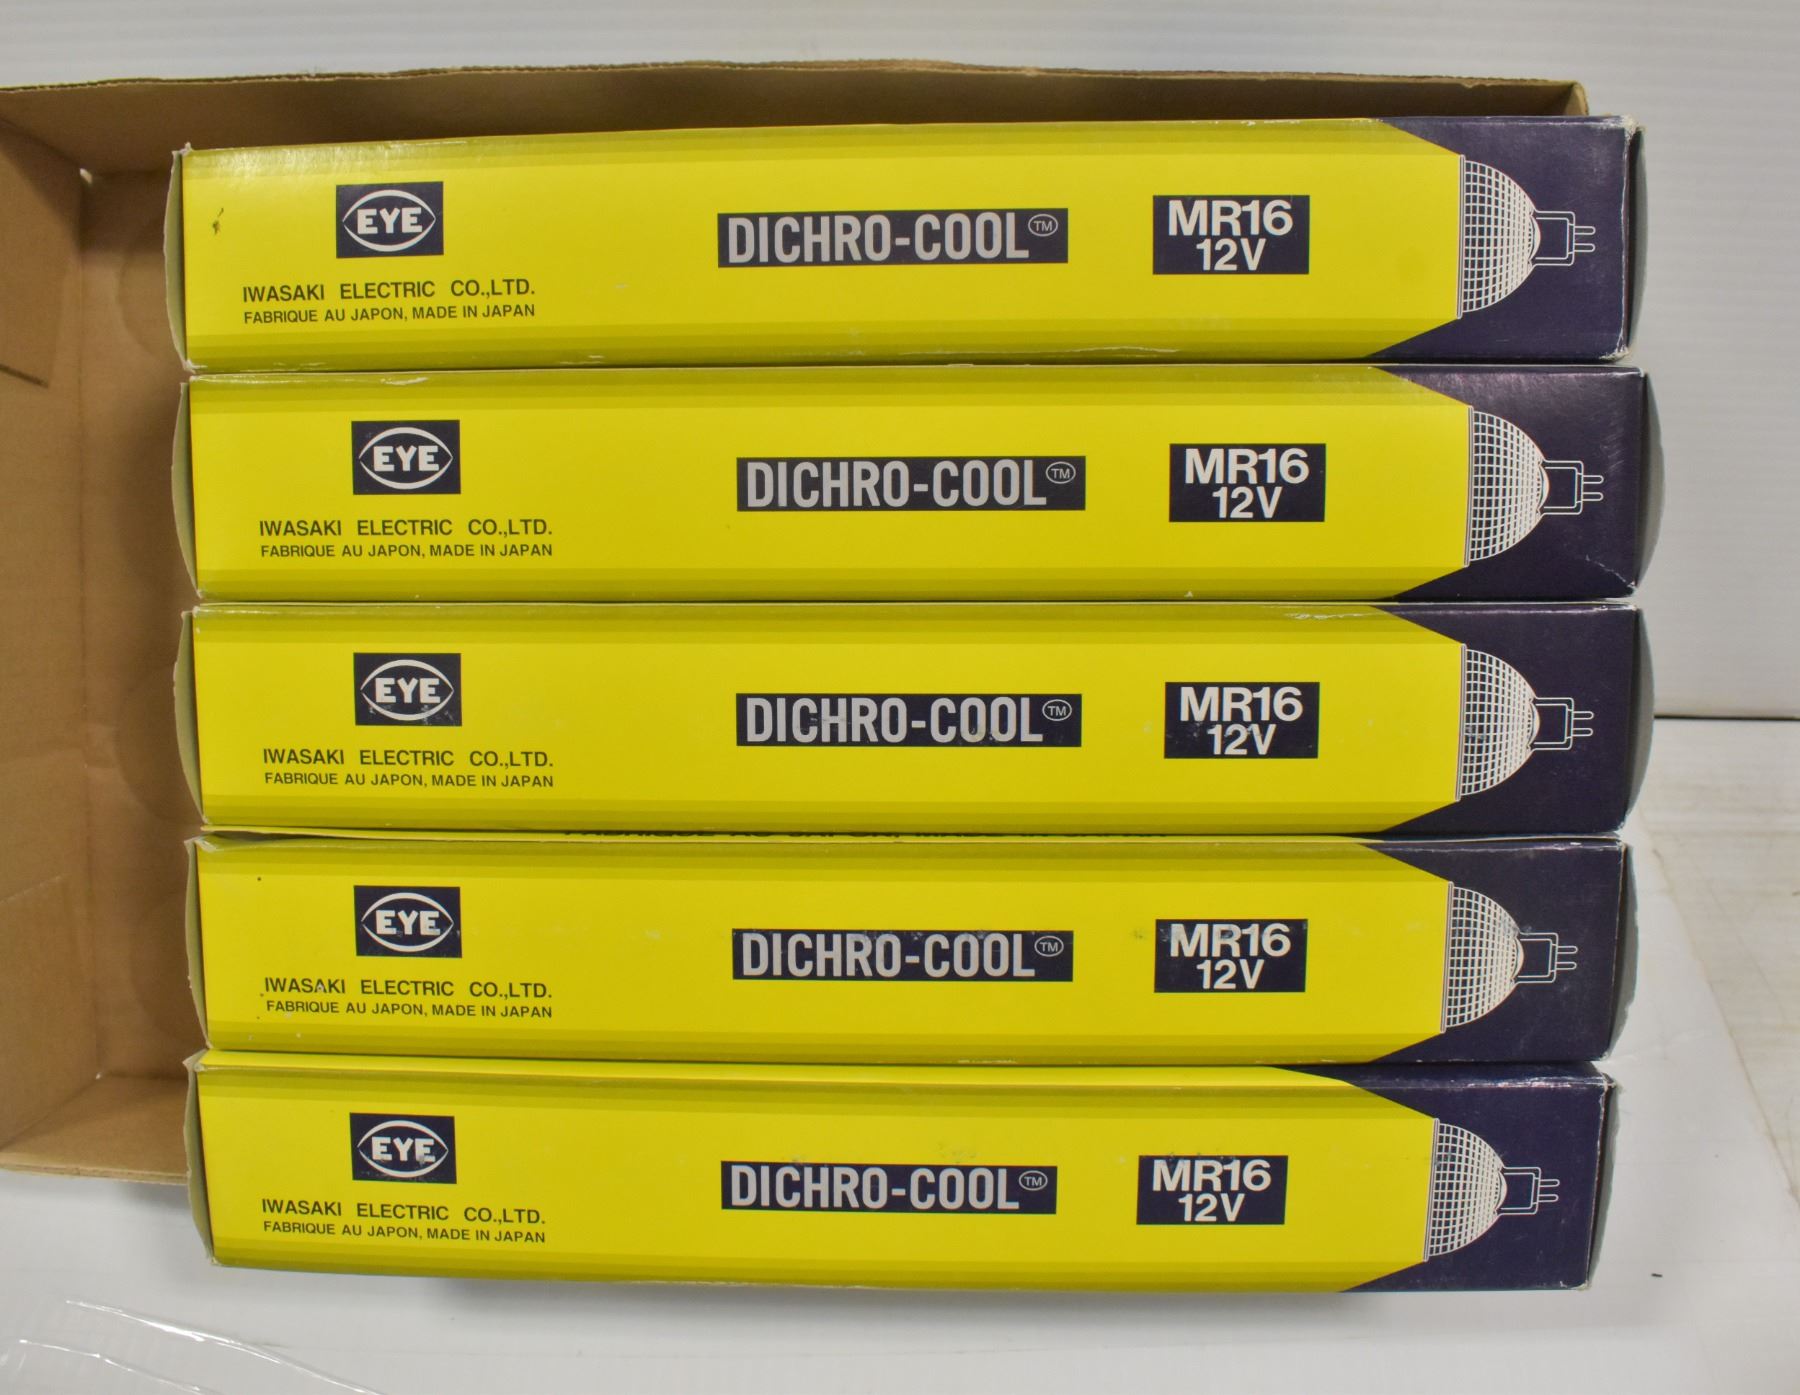 EYE
IWASAKI ELECTRIC CO.,LTD.
FABRIQUE AU JAPON, MADE IN JAPAN
DICHRO-COOL™
MR16
12V
EYE
IWASAKI ELECTRIC CO.,LTD.
FABRIQUE AU JAPON, MADE IN JAPAN
DICHRO-COOL™
MR16
12V
EYE
IWASAKI ELECTRIC CO.,LTD.
FABRIQUE AU JAPON, MADE IN JAPAN
DICHRO-COOL™
MR16
12V
EYE
IWASAKI ELECTRIC CO.,LTD.
FABRIQUE AU JAPON, MADE IN JAPAN
DICHRO-COOL™
MR16
12V
EYE
IWASAKI ELECTRIC CO.,LTD.
FABRIQUE AU JAPON, MADE IN JAPAN
DICHRO-COOL™
MR16
12V